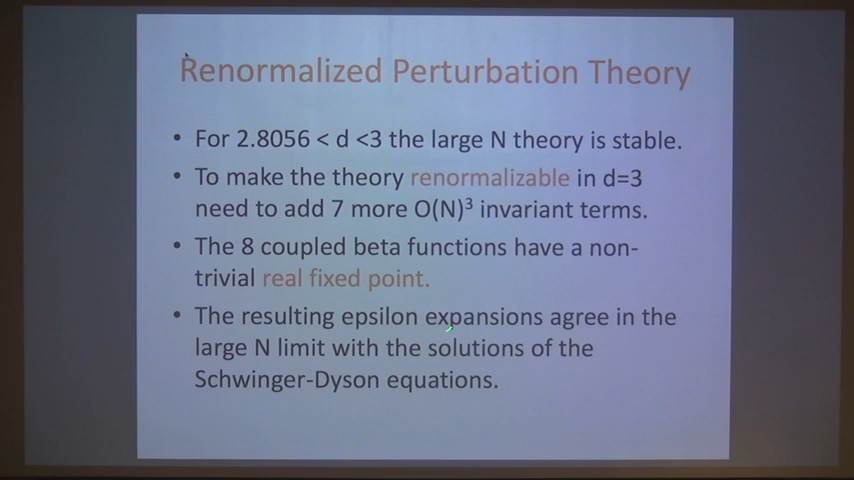 Renormalized Perturbation Theory
• For 2.8056 < d <3 the large N theory is stable.
• To make the theory renormalizable in d=3
need to add 7 more O(N)³ invariant terms.
• The 8 coupled beta functions have a non-
trivial real fixed point.
• The resulting epsilon expansions agree in the
large N limit with the solutions of the
Schwinger-Dyson equations.